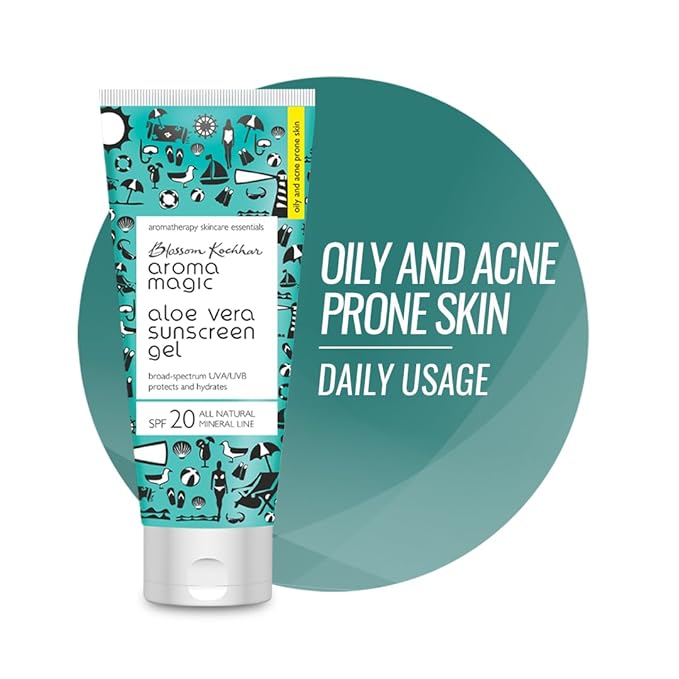 oily and acne prone skin
aromatherapy skincare essentials
Blossom Kochhar
aroma
magic
aloe vera
sunscreen
gel
broad-spectrum UVA/UVB
protects and hydrates
SPF 20 ALL NATURAL
MINERAL LINE
OILY AND ACNE
PRONE SKIN
DAILY USAGE